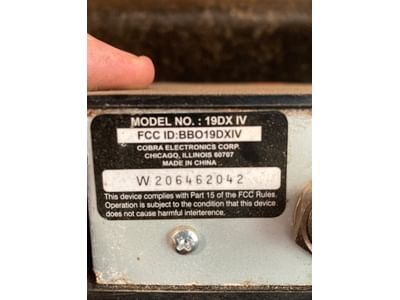 MODEL NO. : 19DX IV
FCC ID:BBO19DXIV
COBRA ELECTRONICS CORP.
CHICAGO, ILLINOIS 60707
MADE IN CHINA .
W206462042
This device complies with Part 15 of the FCC Rules.
Operation is subject to the condition that this device
does not cause harmful interference.